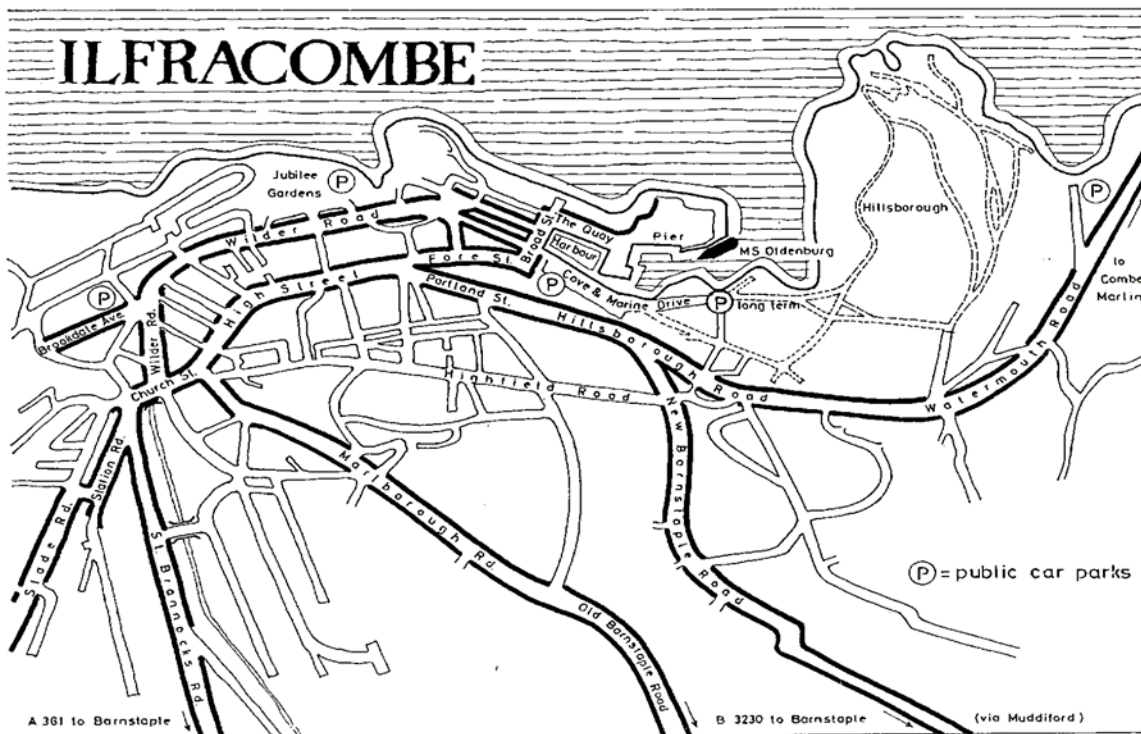 ILFRACOMBE
Jubilee
Gardens
P
Wilder Road
The Quay
Broad St.
Harbour
Pier
MS Oldenburg
Hillsborough
P
to
Combe
Martin
Fore St.
High Street
P
Cove & Marine Drive
P
long term
Portland St.
Hillsborough Road
P
Brookdale Ave.
Wilder Rd.
Church St.
Highfield Road
Watermouth Road
Station Rd.
Slade Rd.
St. Brannocks Rd.
Marlborough Rd.
New Barnstaple Road
Old Barnstaple Road
P = public car parks
A 361 to Barnstaple
B 3230 to Barnstaple
(via Muddiford)